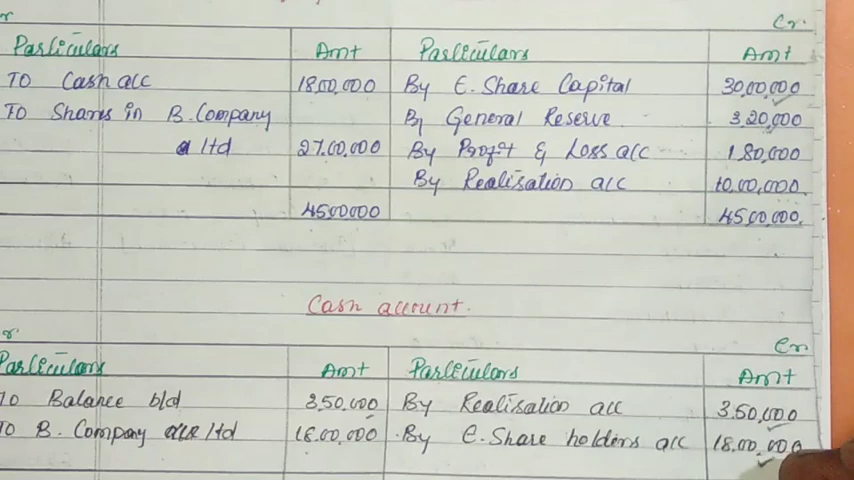 r
Cr.
Particulars Amt Particulars Amt
To Cash a/c 18,00,000 By E. Share Capital 30,00,000
To Shares in B. Company By General Reserve 3,20,000
ltd 27,00,000 By Profit & Loss a/c 1,80,000
By Realisation a/c 10,00,000
4500000 45,00,000
Cash account.
r. Cr
Particulars Amt Particulars Amt
To Balance b/d 3,50,000 By Realisation a/c 3,50,000
To B. Company ltd 18,00,000 By E. Share holders a/c 18,00,000